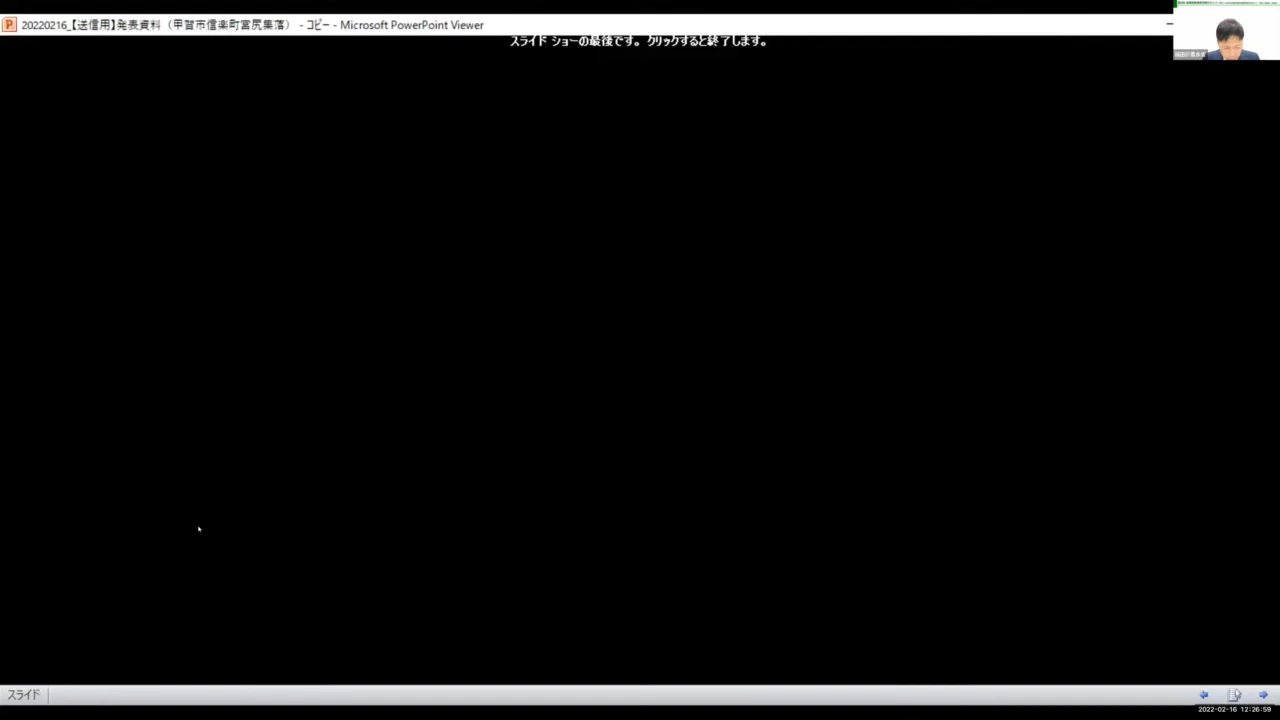 20220216_【送信用】発表資料（甲賀市信楽町宮尻集落） - コピー - Microsoft PowerPoint Viewer
スライド ショーの最後です。 クリックすると終了します。
スライド
2022-02-16 12:26:59